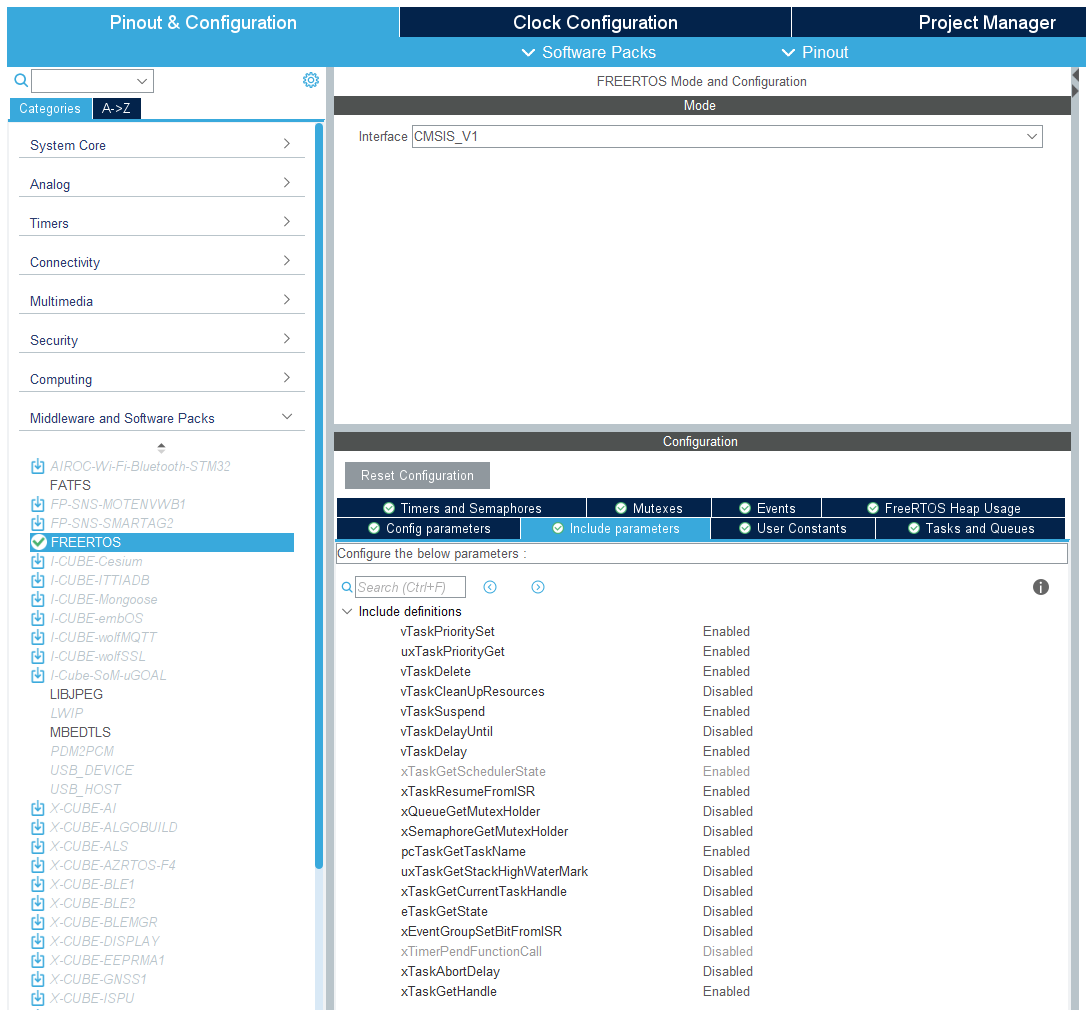 Pinout & Configuration
Clock Configuration
Project Manager
Software Packs
Pinout
Categories
A->Z
System Core
Analog
Timers
Connectivity
Multimedia
Security
Computing
Middleware and Software Packs
AIROC-Wi-Fi-Bluetooth-STM32
FATFS
FP-SNS-MOTENVWB1
FP-SNS-SMARTAG2
FREERTOS
I-CUBE-Cesium
I-CUBE-ITTIADB
I-CUBE-Mongoose
I-CUBE-embOS
I-CUBE-wolfMQTT
I-CUBE-wolfSSL
I-Cube-SoM-uGOAL
LIBJPEG
LWIP
MBEDTLS
PDM2PCM
USB_DEVICE
USB_HOST
X-CUBE-AI
X-CUBE-ALGOBUILD
X-CUBE-ALS
X-CUBE-AZRTOS-F4
X-CUBE-BLE1
X-CUBE-BLE2
X-CUBE-BLEMGR
X-CUBE-DISPLAY
X-CUBE-EEPRMA1
X-CUBE-GNSS1
X-CUBE-ISPU
FREERTOS Mode and Configuration
Mode
Interface CMSIS_V1
Configuration
Reset Configuration
Timers and Semaphores
Mutexes
Events
FreeRTOS Heap Usage
Config parameters
Include parameters
User Constants
Tasks and Queues
Configure the below parameters :
Search (Ctrl+F)
Include definitions
vTaskPrioritySet Enabled
uxTaskPriorityGet Enabled
vTaskDelete Enabled
vTaskCleanUpResources Disabled
vTaskSuspend Enabled
vTaskDelayUntil Disabled
vTaskDelay Enabled
xTaskGetSchedulerState Enabled
xTaskResumeFromISR Enabled
xQueueGetMutexHolder Disabled
xSemaphoreGetMutexHolder Disabled
pcTaskGetTaskName Enabled
uxTaskGetStackHighWaterMark Disabled
xTaskGetCurrentTaskHandle Disabled
eTaskGetState Disabled
xEventGroupSetBitFromISR Disabled
xTimerPendFunctionCall Disabled
xTaskAbortDelay Disabled
xTaskGetHandle Enabled